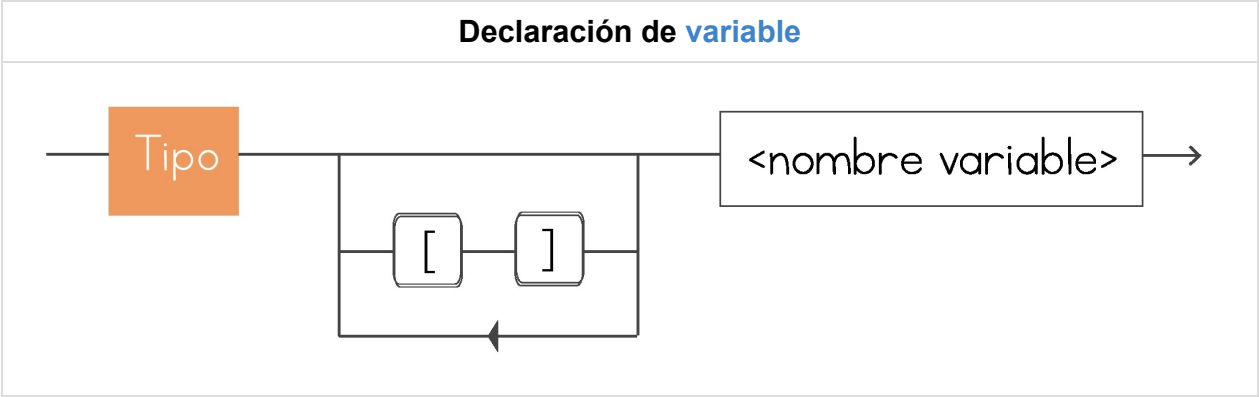 Declaración de variable
Tipo
<nombre variable>
[ ]